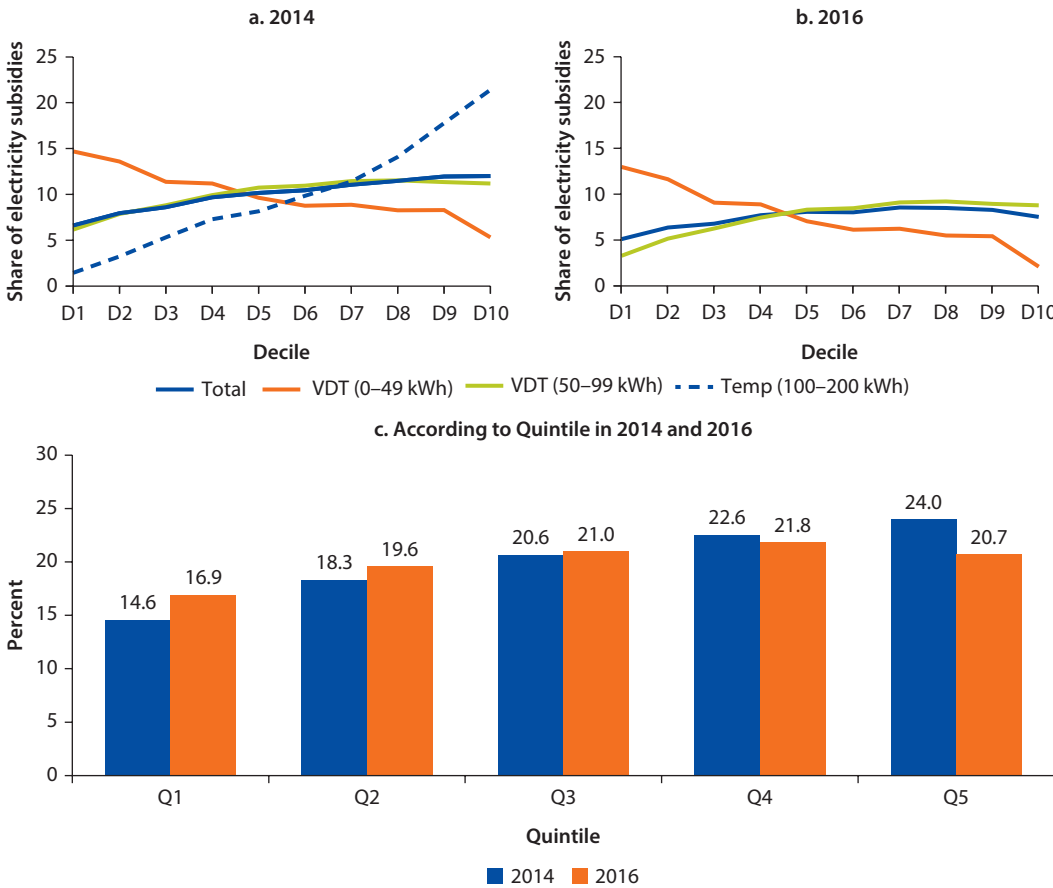 a. 2014
Share of electricity subsidies
25
20
15
10
5
0
D1 D2 D3 D4 D5 D6 D7 D8 D9 D10
Decile
b. 2016
Share of electricity subsidies
25
20
15
10
5
0
D1 D2 D3 D4 D5 D6 D7 D8 D9 D10
Decile
Total VDT (0–49 kWh) VDT (50–99 kWh) Temp (100–200 kWh)
c. According to Quintile in 2014 and 2016
Percent
30
25
20
15
10
5
0
14.6 16.9 18.3 19.6 20.6 21.0 22.6 21.8 24.0 20.7
Q1 Q2 Q3 Q4 Q5
Quintile
2014 2016